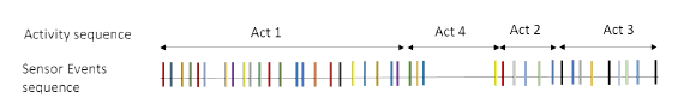 Activity sequence Act 1 Act 4 Act 2 Act 3
Sensor Events
sequence